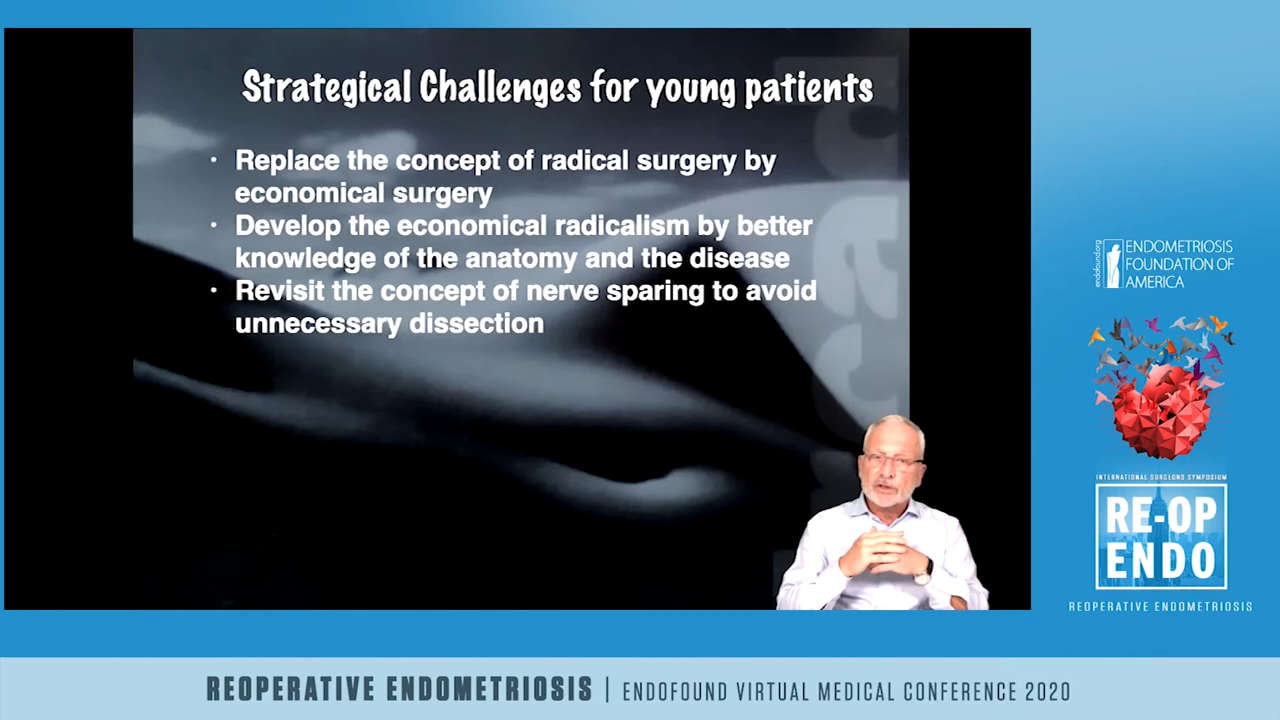 Strategical Challenges for young patients
• Replace the concept of radical surgery by
economical surgery
• Develop the economical radicalism by better
knowledge of the anatomy and the disease
• Revisit the concept of nerve sparing to avoid
unnecessary dissection
endofound.org
ENDOMETRIOSIS
FOUNDATION OF
AMERICA
INTERNATIONAL SURGEONS SYMPOSIUM
RE-OP
ENDO
REOPERATIVE ENDOMETRIOSIS
REOPERATIVE ENDOMETRIOSIS | ENDOFOUND VIRTUAL MEDICAL CONFERENCE 2020